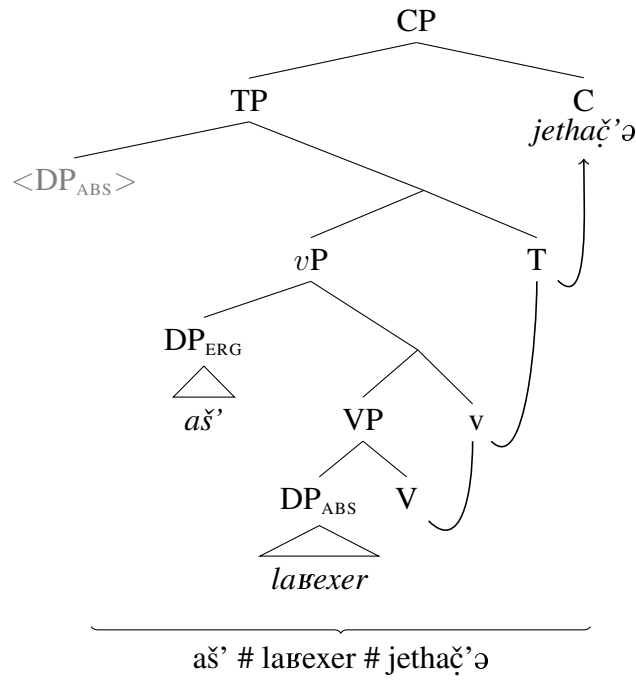 CP
TP C
jethač̣’ə
<DP_ABS>
vP T
DP_ERG
aš’
VP v
DP_ABS V
laʁexer
aš’ # laʁexer # jethač̣’ə